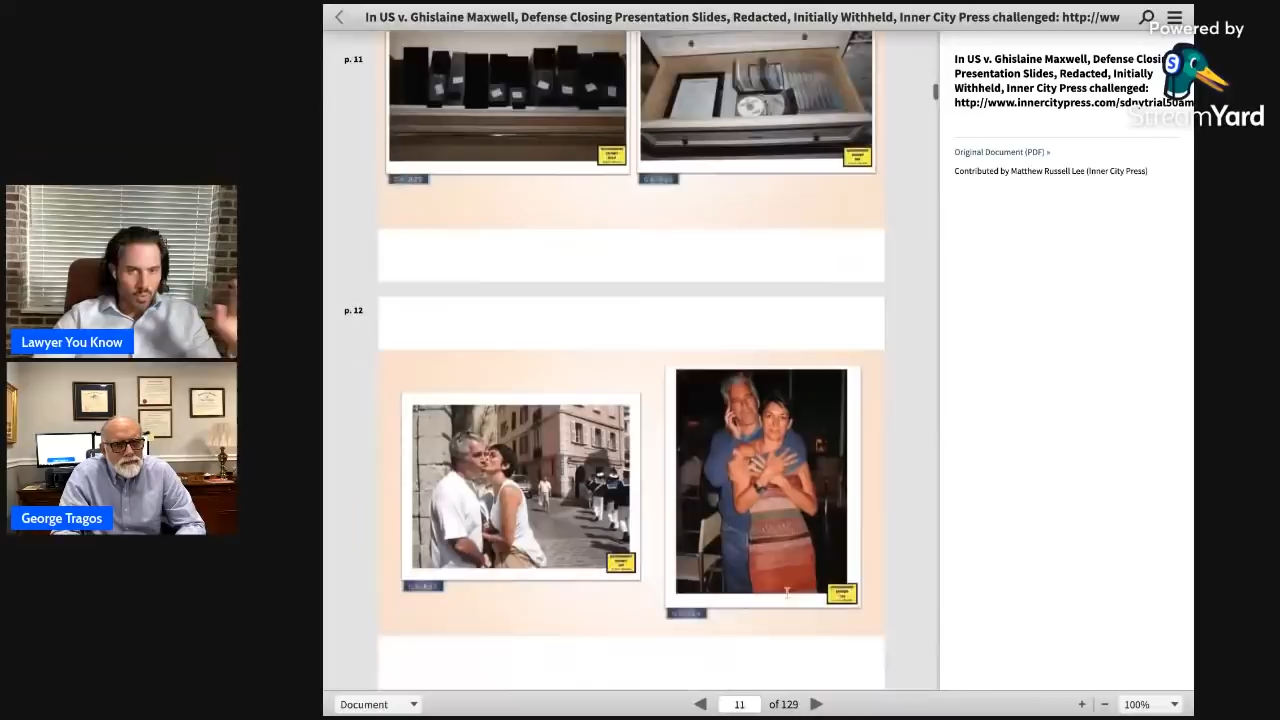 In US v. Ghislaine Maxwell, Defense Closing Presentation Slides, Redacted, Initially Withheld, Inner City Press challenged: http://ww
Powered by
StreamYard
p. 11
p. 12
In US v. Ghislaine Maxwell, Defense Closing
Presentation Slides, Redacted, Initially
Withheld, Inner City Press challenged:
http://www.innercitypress.com/sdnytrial50am
Original Document (PDF) »
Contributed by Matthew Russell Lee (Inner City Press)
Lawyer You Know
George Tragos
Document
11
of 129
100%